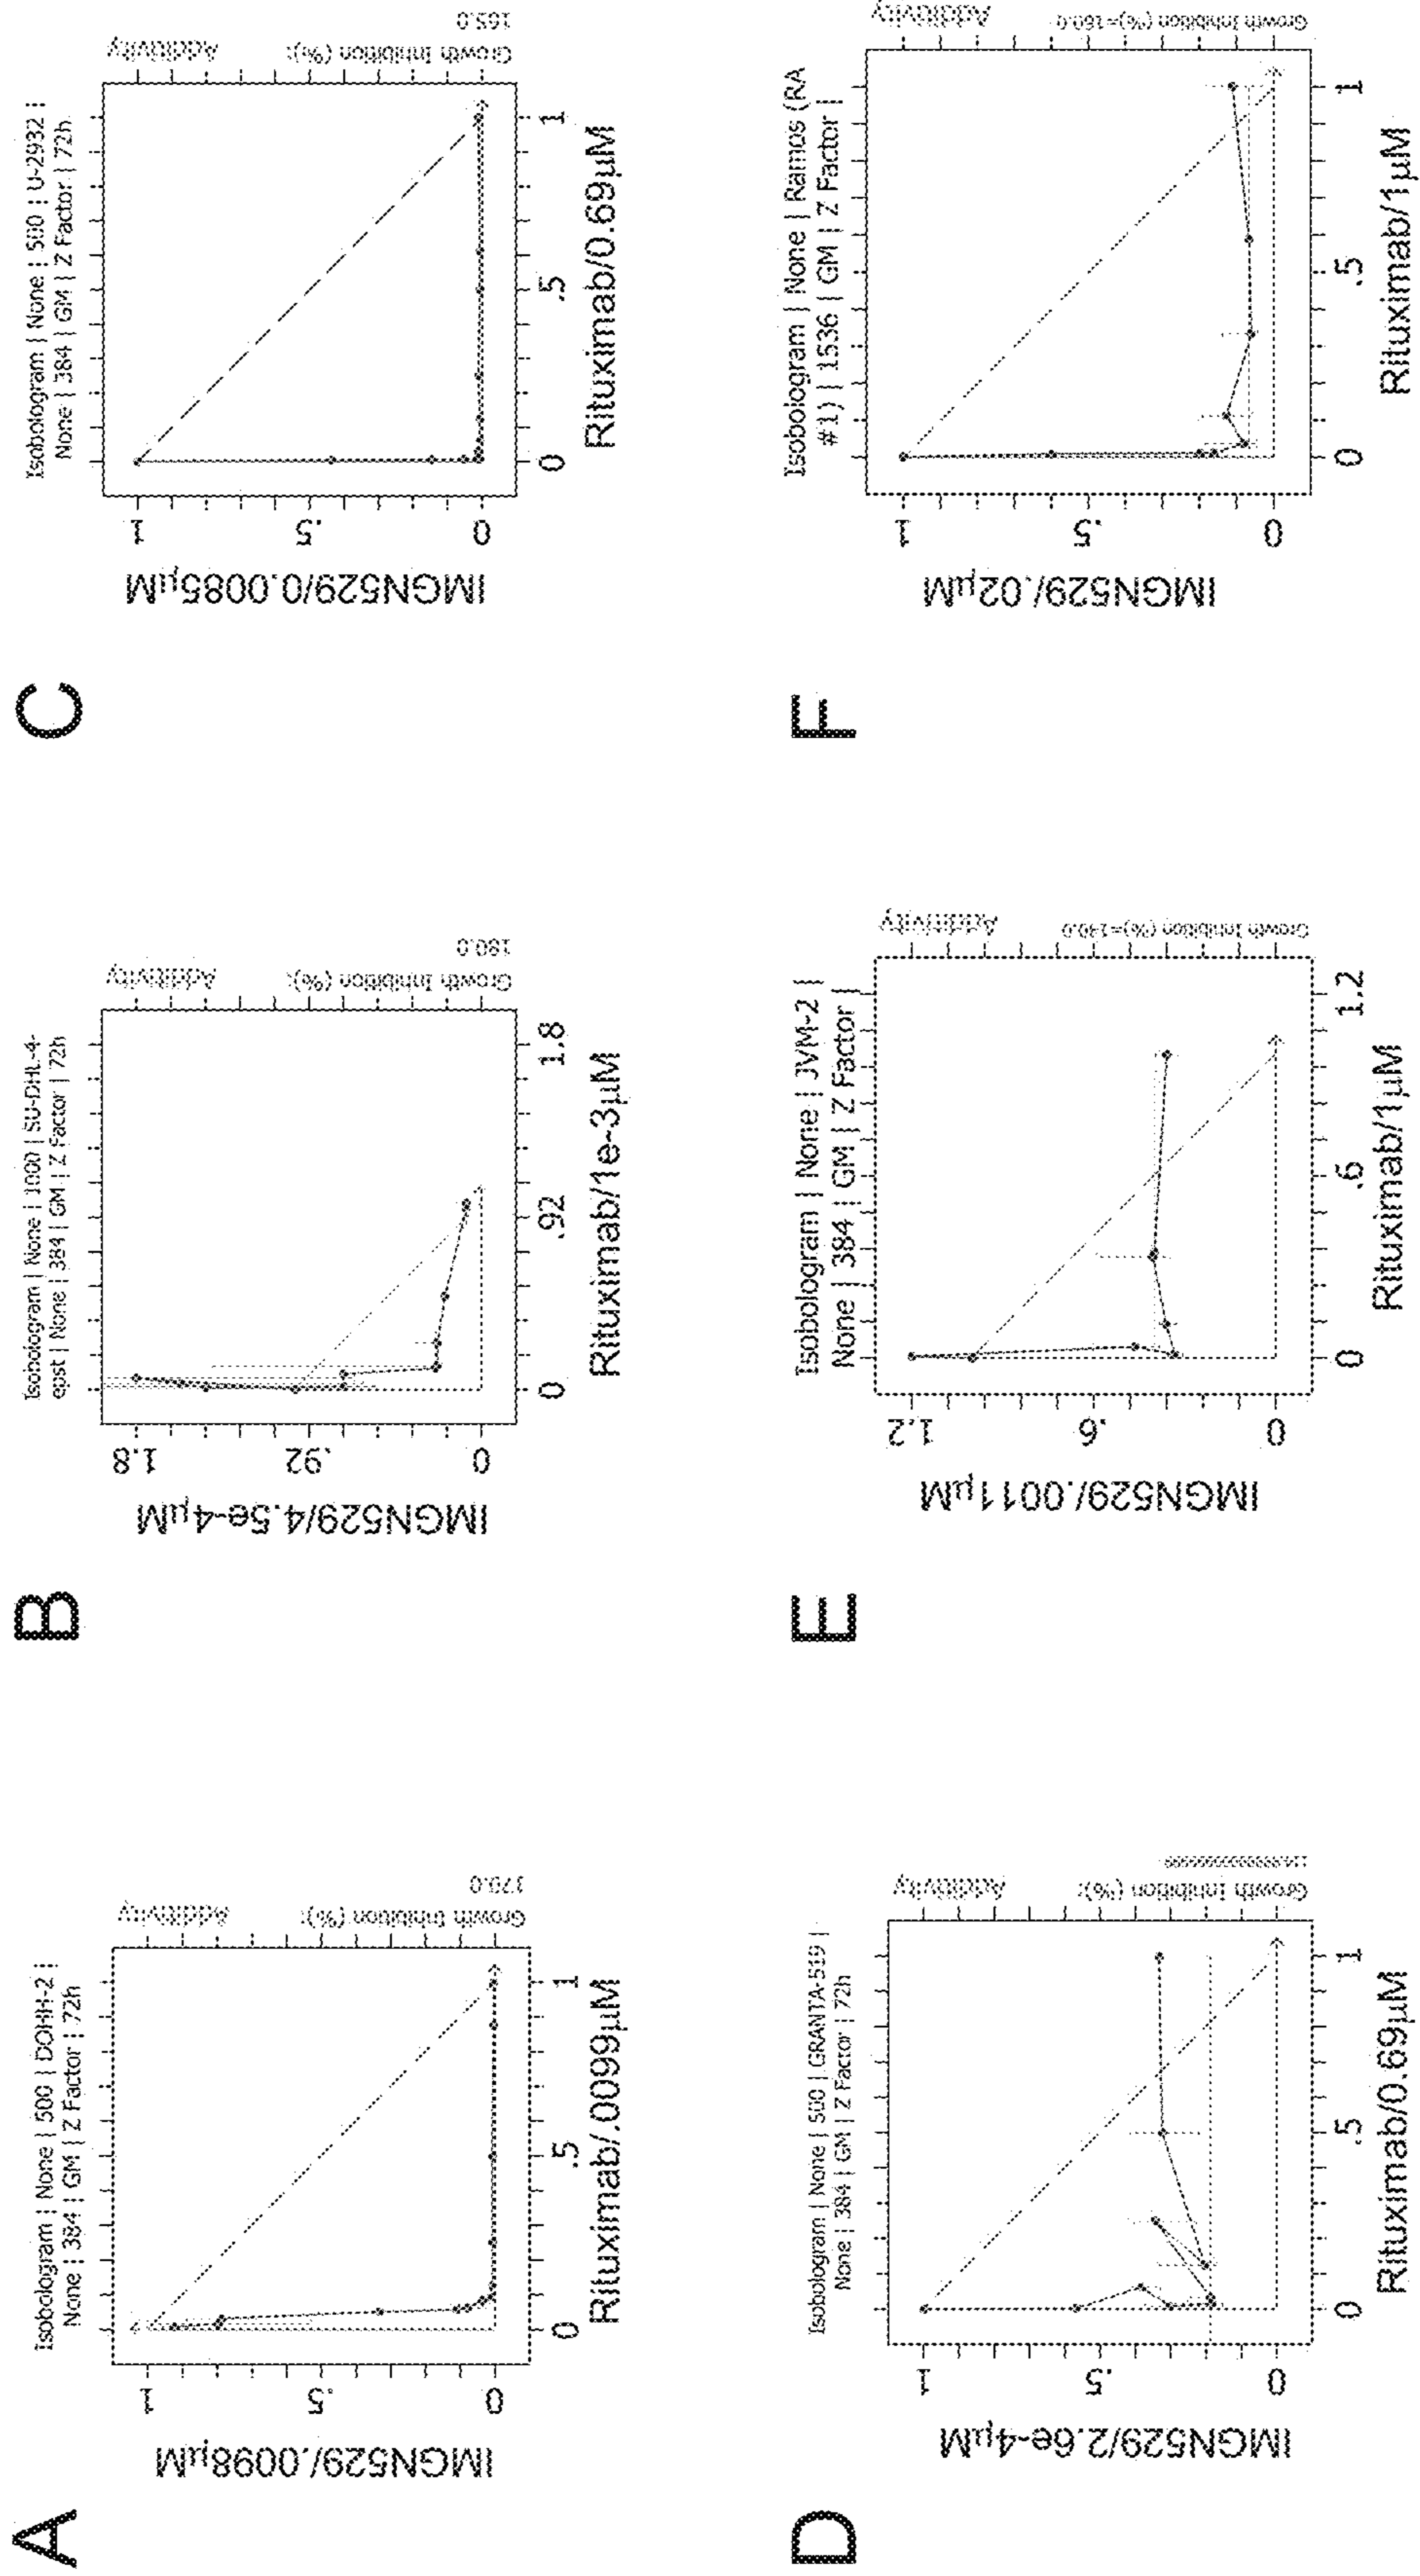 A
Isobologram | None | 500 | DOHH-2 |
None | 384 | GM | Z Factor | 72h
Additivity
Growth Inhibition (%):
170.0
IMGN529/.0098µM
1
.5
0
0
.5
1
Rituximab/.0099µM
B
Isobologram | None | 1000 | SU-DHL-4-
epst | None | 384 | GM | Z Factor | 72h
Additivity
Growth Inhibition (%):
180.0
IMGN529/4.5e-4µM
1.8
.92
0
0
.92
1.8
Rituximab/1e-3µM
C
Isobologram | None | 500 | U-2932 |
None | 384 | GM | Z Factor | 72h
Additivity
Growth Inhibition (%):
165.0
IMGN529/0.0085µM
1
.5
0
0
.5
1
Rituximab/0.69µM
D
Isobologram | None | 500 | GRANTA-519 |
None | 384 | GM | Z Factor | 72h
Additivity
Growth Inhibition (%):
IMGN529/2.6e-4µM
1
.5
0
0
.5
1
Rituximab/0.69µM
E
Isobologram | None | JVM-2 |
None | 384 | GM | Z Factor |
Additivity
Growth Inhibition (%)=130.0
IMGN529/.0011µM
1.2
.6
0
0
.6
1.2
Rituximab/1µM
F
Isobologram | None | Ramos (RA
#1) | 1536 | GM | Z Factor |
Additivity
Growth Inhibition (%)=160.0
IMGN529/.02µM
1
.5
0
0
.5
1
Rituximab/1µM